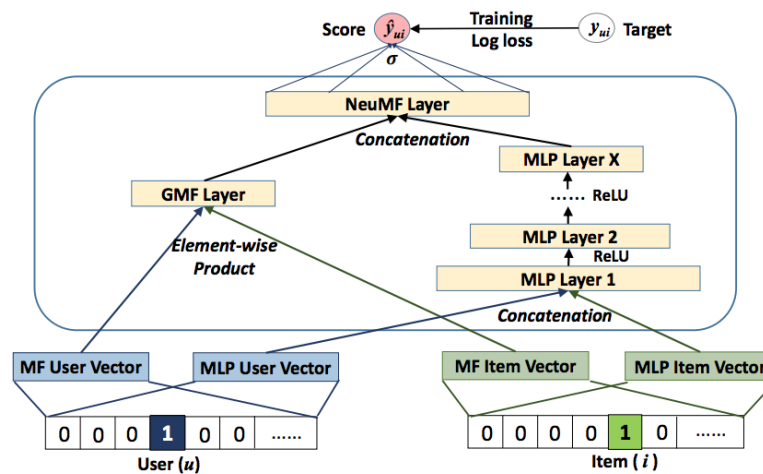 Score ŷui Training yui Target
Log loss
σ
NeuMF Layer
Concatenation
MLP Layer X
GMF Layer
...... ReLU
Element-wise
Product
MLP Layer 2
ReLU
MLP Layer 1
Concatenation
MF User Vector MLP User Vector MF Item Vector MLP Item Vector
0 0 0 1 0 0 ...... 0 0 0 0 1 0 ......
User (u) Item ( i )